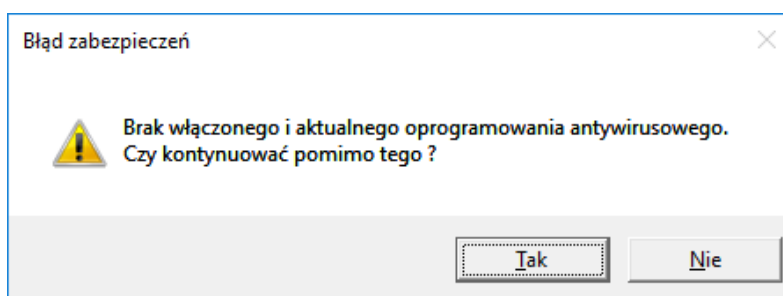 Błąd zabezpieczeń
Brak włączonego i aktualnego oprogramowania antywirusowego.
Czy kontynuować pomimo tego ?
Tak
Nie